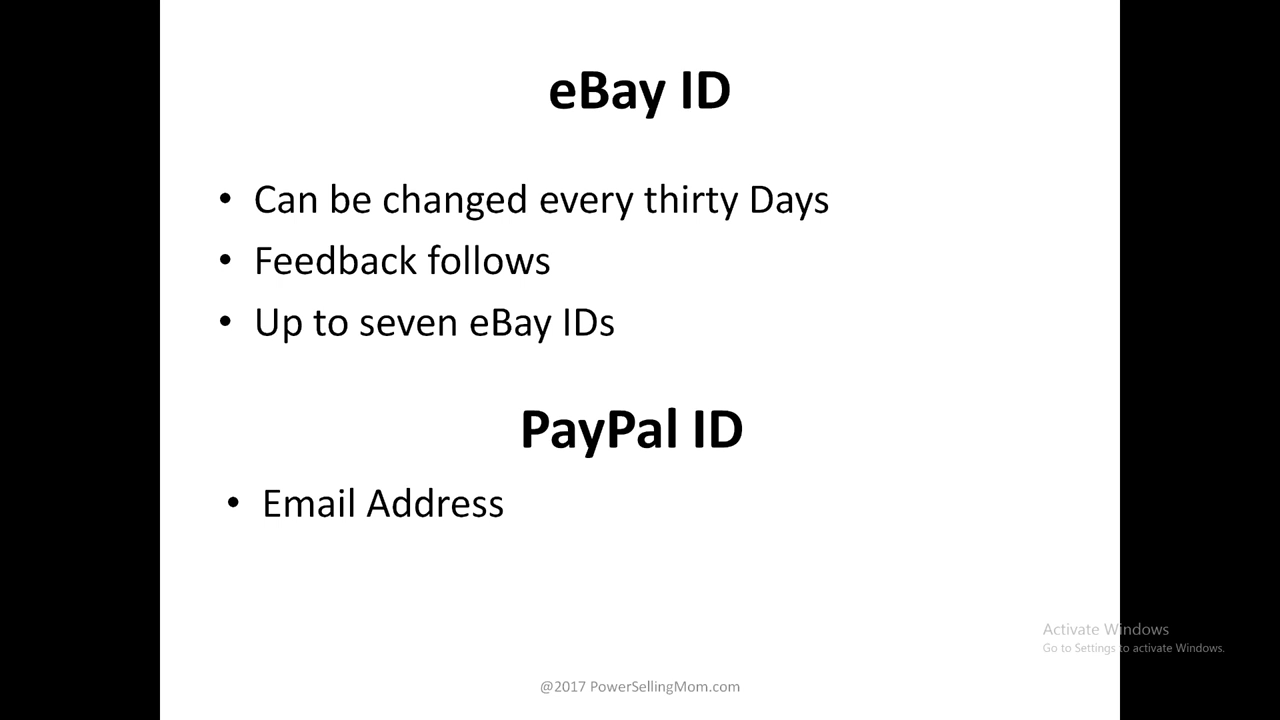 eBay ID
• Can be changed every thirty Days
• Feedback follows
• Up to seven eBay IDs
PayPal ID
• Email Address
Activate Windows
Go to Settings to activate Windows.
@2017 PowerSellingMom.com